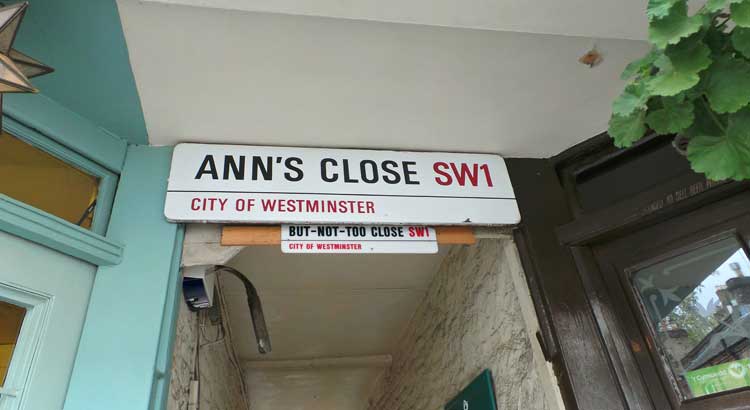 ANN'S CLOSE SW1
CITY OF WESTMINSTER
BUT-NOT-TOO CLOSE SW1
CITY OF WESTMINSTER